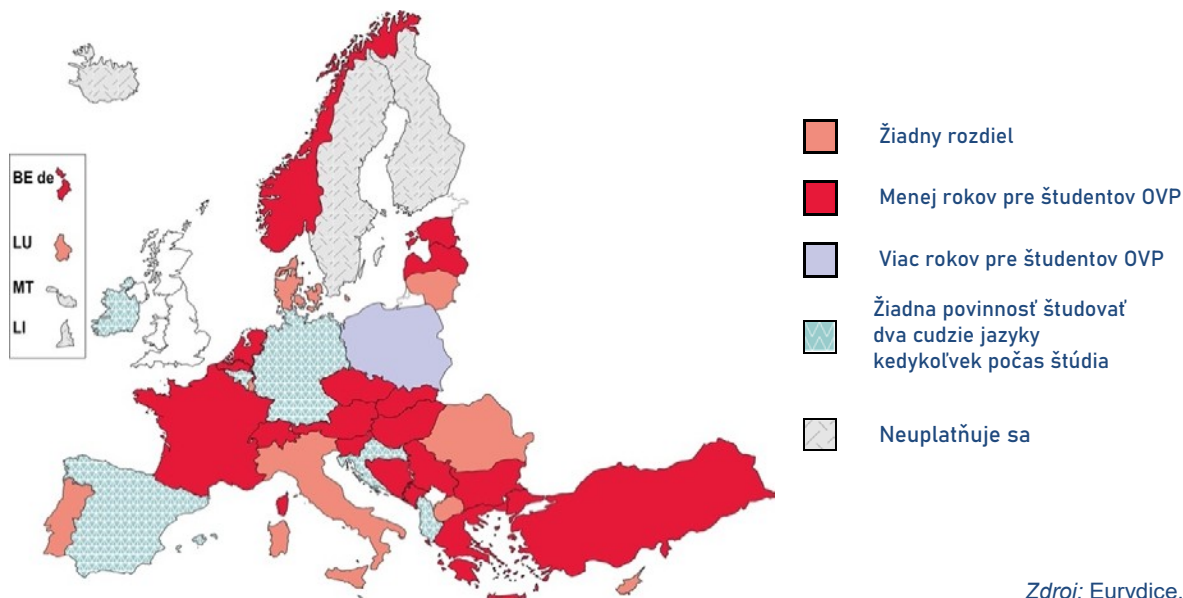 BE de
LU
MT
LI
Žiadny rozdiel
Menej rokov pre študentov OVP
Viac rokov pre študentov OVP
Žiadna povinnosť študovať
dva cudzie jazyky
kedykoľvek počas štúdia
Neuplatňuje sa
Zdroj: Eurydice.